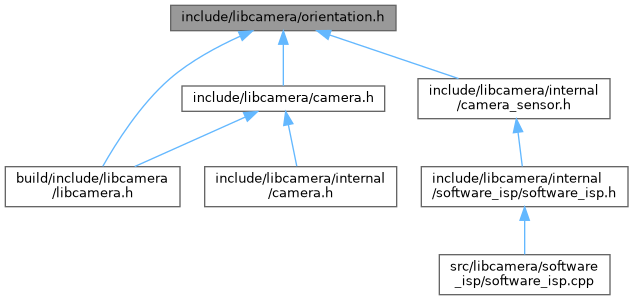 include/libcamera/orientation.h
include/libcamera/camera.h
include/libcamera/internal
/camera_sensor.h
build/include/libcamera
/libcamera.h
include/libcamera/internal
/camera.h
include/libcamera/internal
/software_isp/software_isp.h
src/libcamera/software
_isp/software_isp.cpp